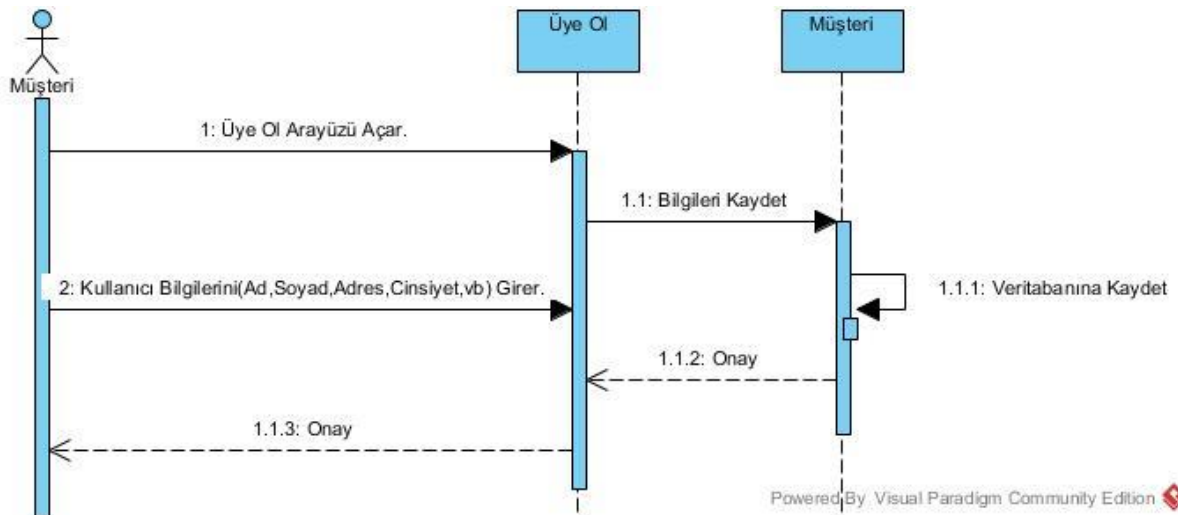 Üye Ol
Müşteri
Müşteri
1: Üye Ol Arayüzü Açar.
1.1: Bilgileri Kaydet
2: Kullanıcı Bilgilerini(Ad,Soyad,Adres,Cinsiyet,vb) Girer.
1.1.1: Veritabanına Kaydet
1.1.2: Onay
1.1.3: Onay
Powered By Visual Paradigm Community Edition